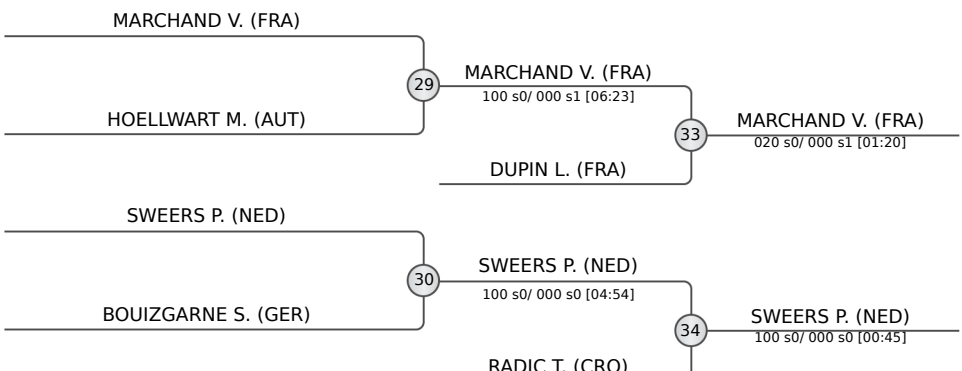 MARCHAND V. (FRA)
29
MARCHAND V. (FRA)
100 s0/ 000 s1 [06:23]
HOELLWART M. (AUT)
33
MARCHAND V. (FRA)
020 s0/ 000 s1 [01:20]
DUPIN L. (FRA)
SWEERS P. (NED)
30
SWEERS P. (NED)
100 s0/ 000 s0 [04:54]
BOUIZGARNE S. (GER)
34
SWEERS P. (NED)
100 s0/ 000 s0 [00:45]
RADIC T. (CRO)